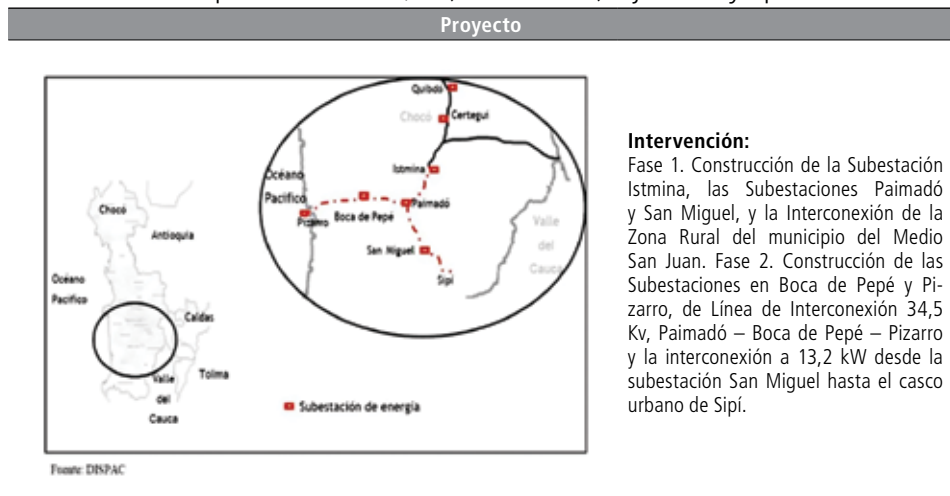 Proyecto
Quibdó
Chocó
Certegui
Istmina
Océano
Pacifico
Pizarro
Boca de Pepé
Paimadó
San Miguel
Sipí
Valle
del
Cauca
Chocó
Antioquia
Océano
Pacifico
Caldas
Tolima
Valle
del
Cauca
Subestación de energía
Fuente: DISPAC
Intervención:
Fase 1. Construcción de la Subestación
Istmina, las Subestaciones Paimadó
y San Miguel, y la Interconexión de la
Zona Rural del municipio del Medio
San Juan. Fase 2. Construcción de las
Subestaciones en Boca de Pepé y Pi-
zarro, de Línea de Interconexión 34,5
Kv, Paimadó – Boca de Pepé – Pizarro
y la interconexión a 13,2 kW desde la
subestación San Miguel hasta el casco
urbano de Sipí.